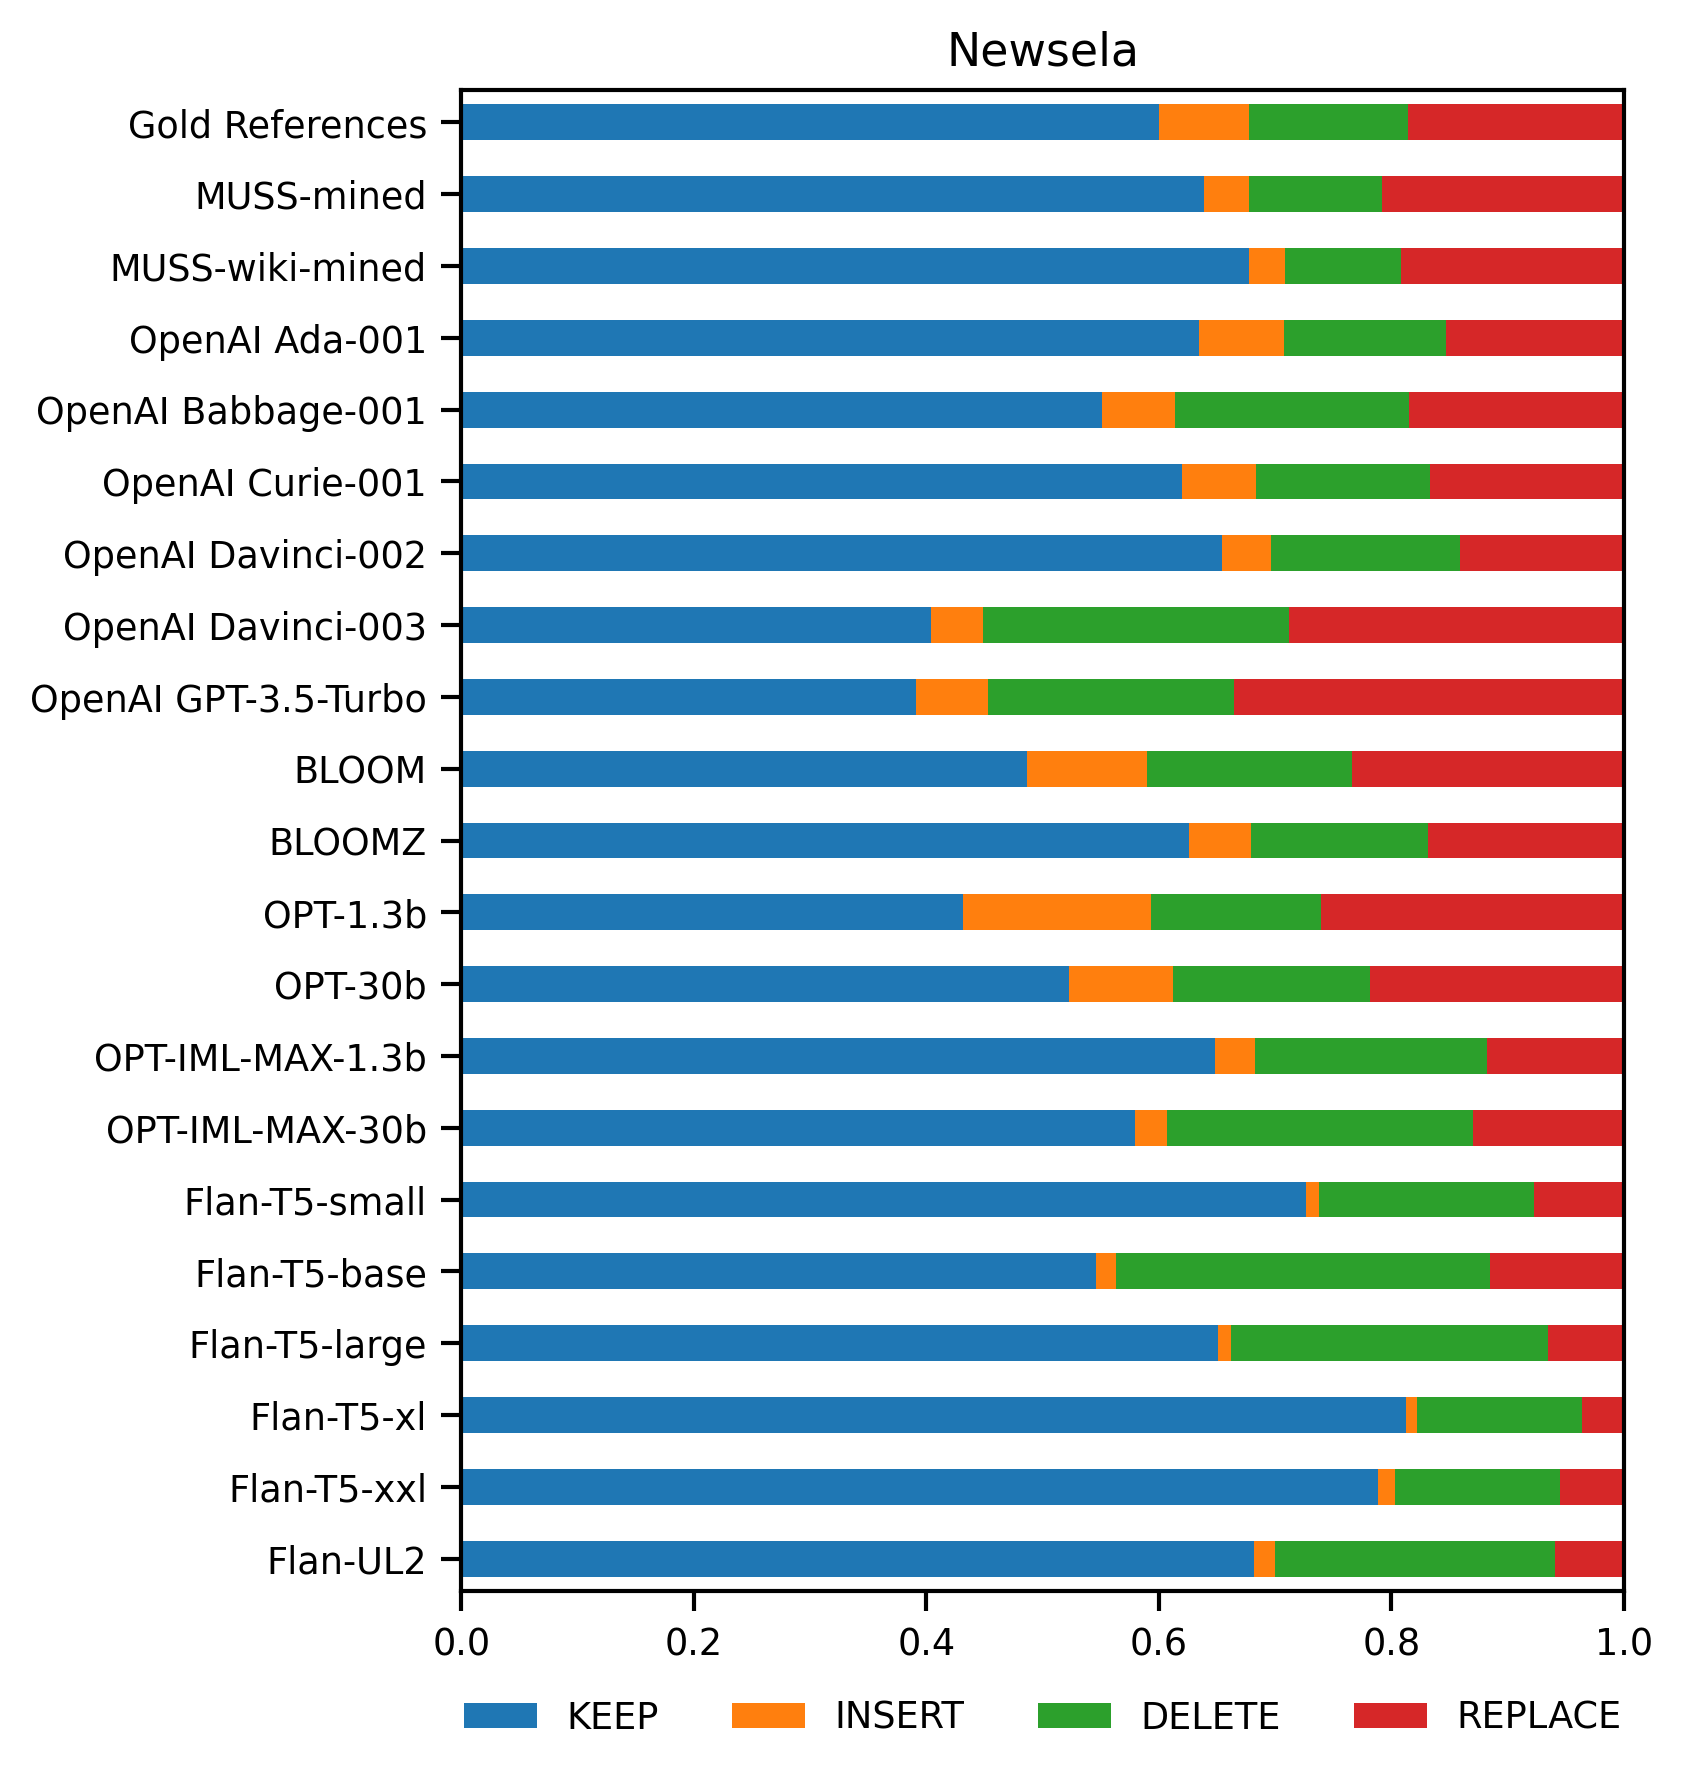 Newsela
Gold References
MUSS-mined
MUSS-wiki-mined
OpenAI Ada-001
OpenAI Babbage-001
OpenAI Curie-001
OpenAI Davinci-002
OpenAI Davinci-003
OpenAI GPT-3.5-Turbo
BLOOM
BLOOMZ
OPT-1.3b
OPT-30b
OPT-IML-MAX-1.3b
OPT-IML-MAX-30b
Flan-T5-small
Flan-T5-base
Flan-T5-large
Flan-T5-xl
Flan-T5-xxl
Flan-UL2
0.0 0.2 0.4 0.6 0.8 1.0
KEEP INSERT DELETE REPLACE